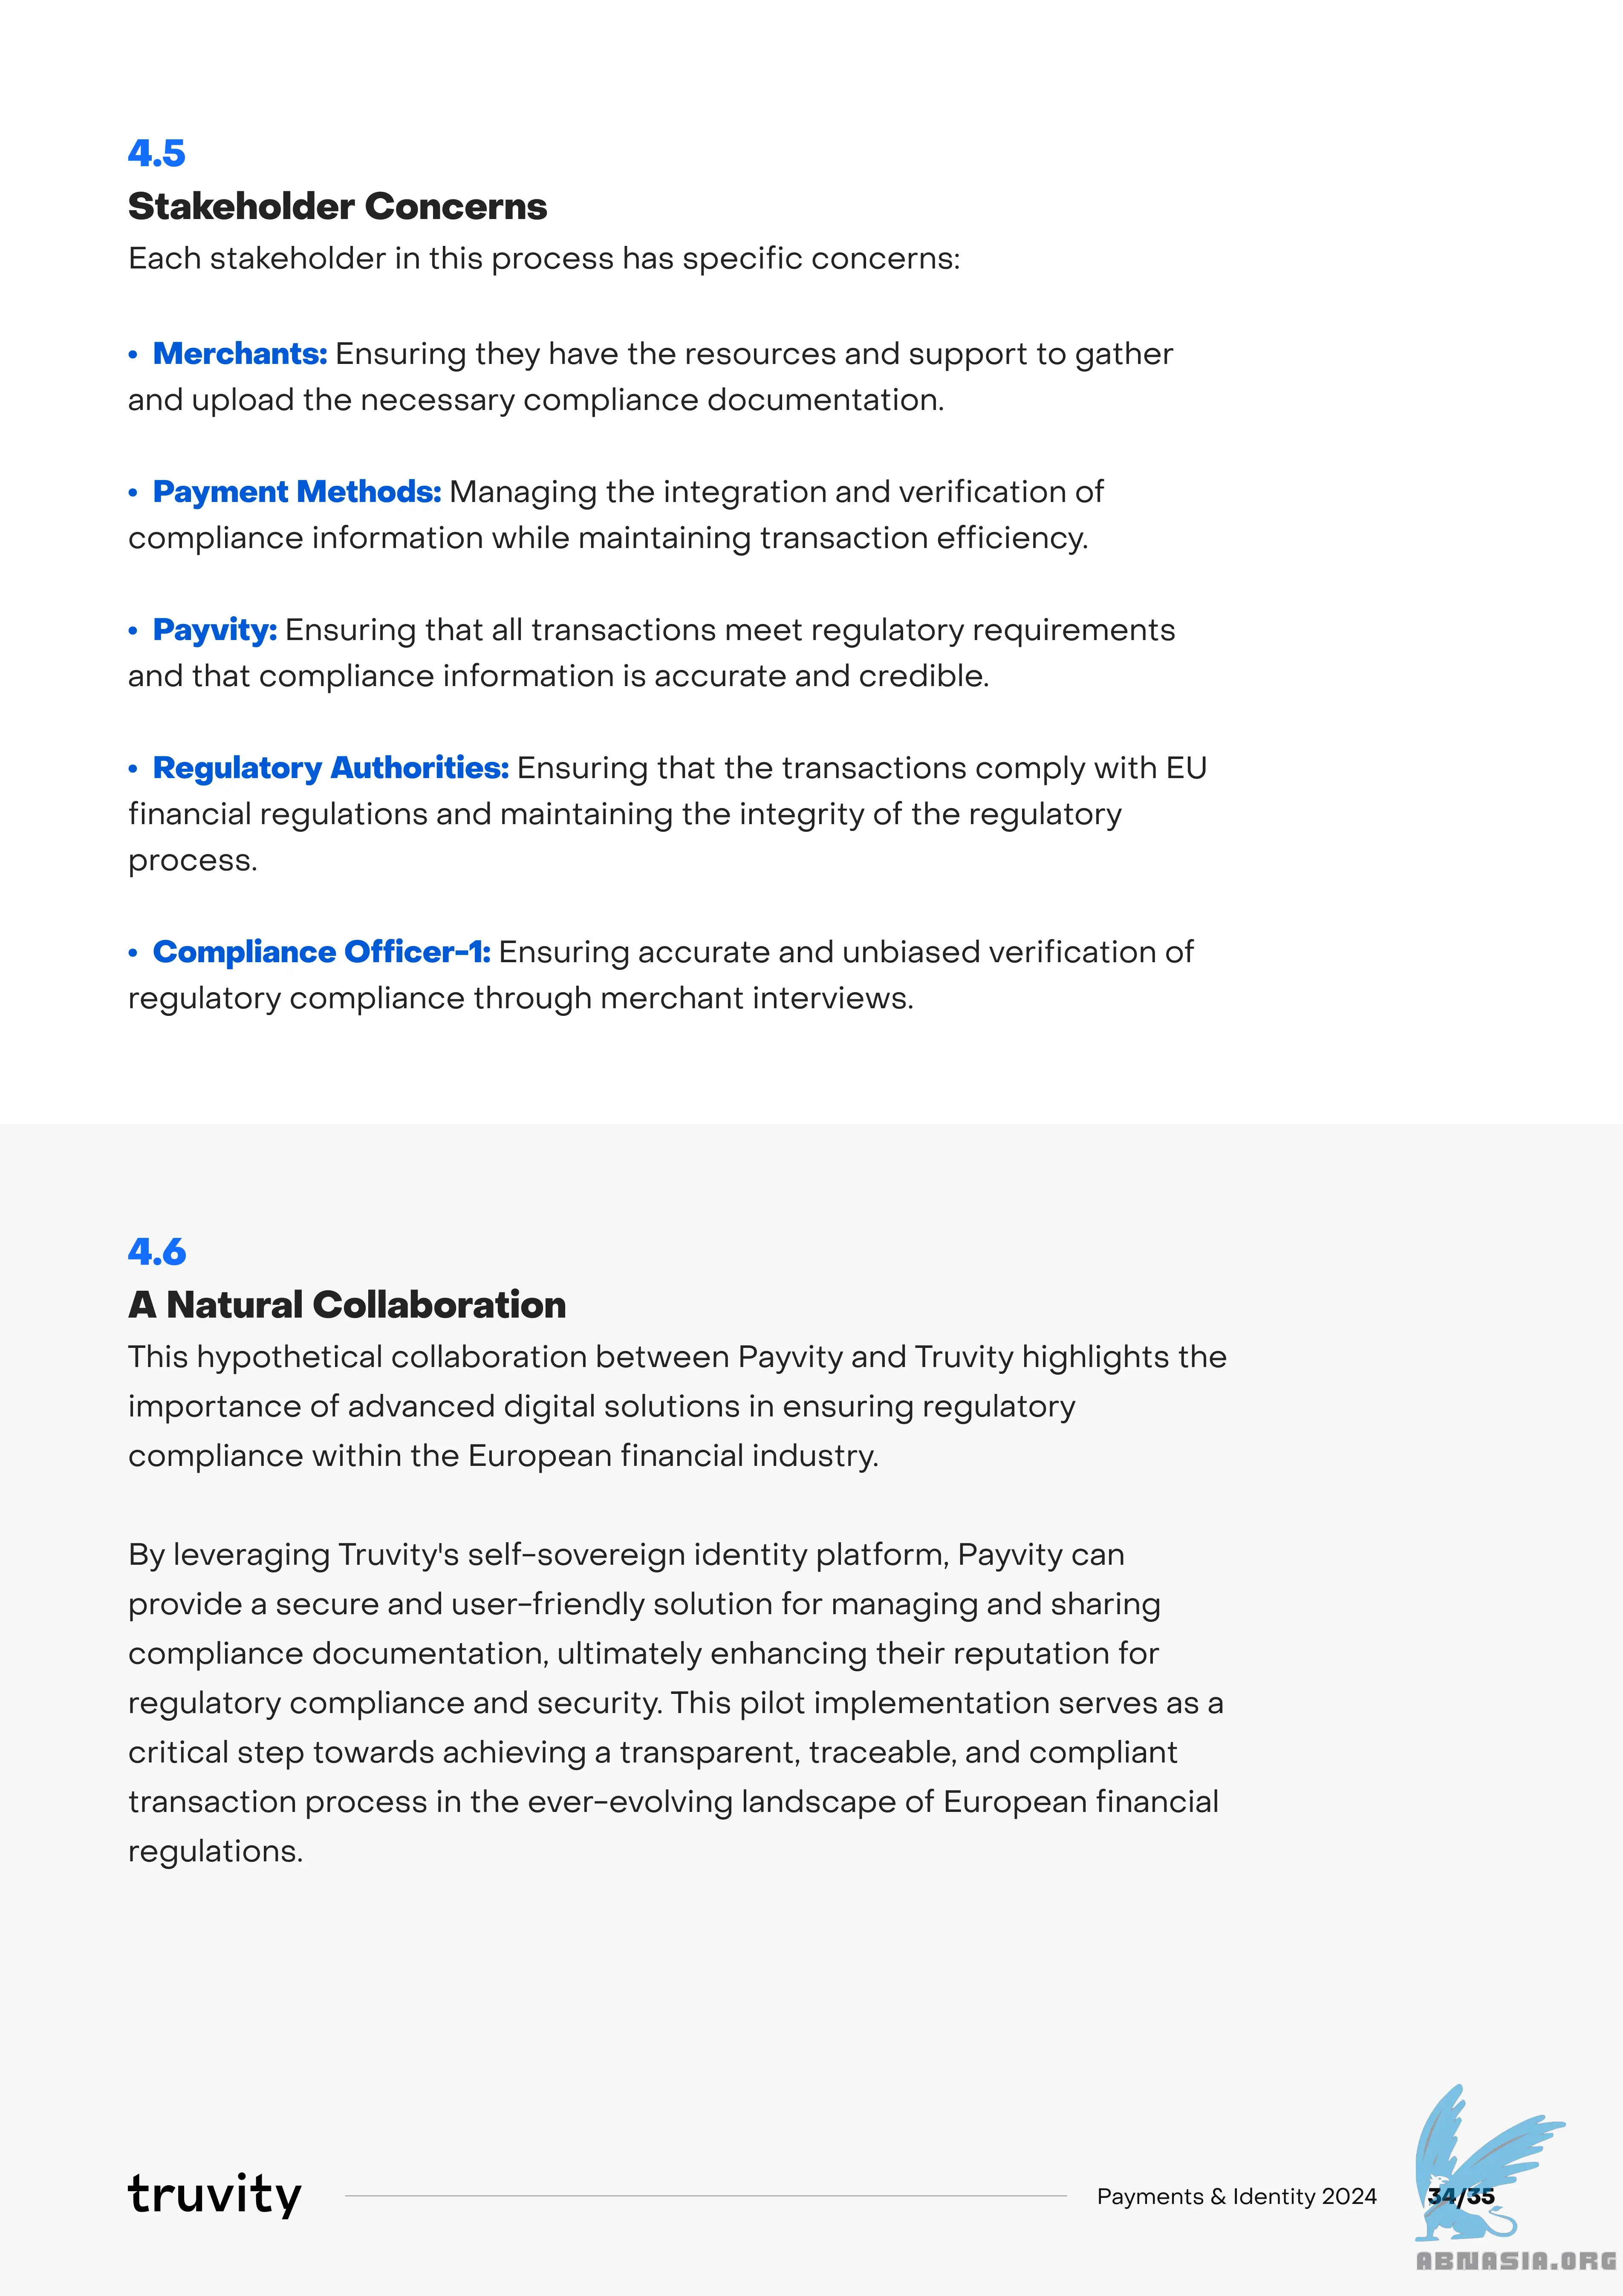 4.5
Stakeholder Concerns
Each stakeholder in this process has specific concerns:
• Merchants: Ensuring they have the resources and support to gather
and upload the necessary compliance documentation.
• Payment Methods: Managing the integration and verification of
compliance information while maintaining transaction efficiency.
• Payvity: Ensuring that all transactions meet regulatory requirements
and that compliance information is accurate and credible.
• Regulatory Authorities: Ensuring that the transactions comply with EU
financial regulations and maintaining the integrity of the regulatory
process.
• Compliance Officer-1: Ensuring accurate and unbiased verification of
regulatory compliance through merchant interviews.
4.6
A Natural Collaboration
This hypothetical collaboration between Payvity and Truvity highlights the
importance of advanced digital solutions in ensuring regulatory
compliance within the European financial industry.
By leveraging Truvity's self-sovereign identity platform, Payvity can
provide a secure and user-friendly solution for managing and sharing
compliance documentation, ultimately enhancing their reputation for
regulatory compliance and security. This pilot implementation serves as a
critical step towards achieving a transparent, traceable, and compliant
transaction process in the ever-evolving landscape of European financial
regulations.
truvity
Payments & Identity 2024
34/35
ABNASIA.ORG